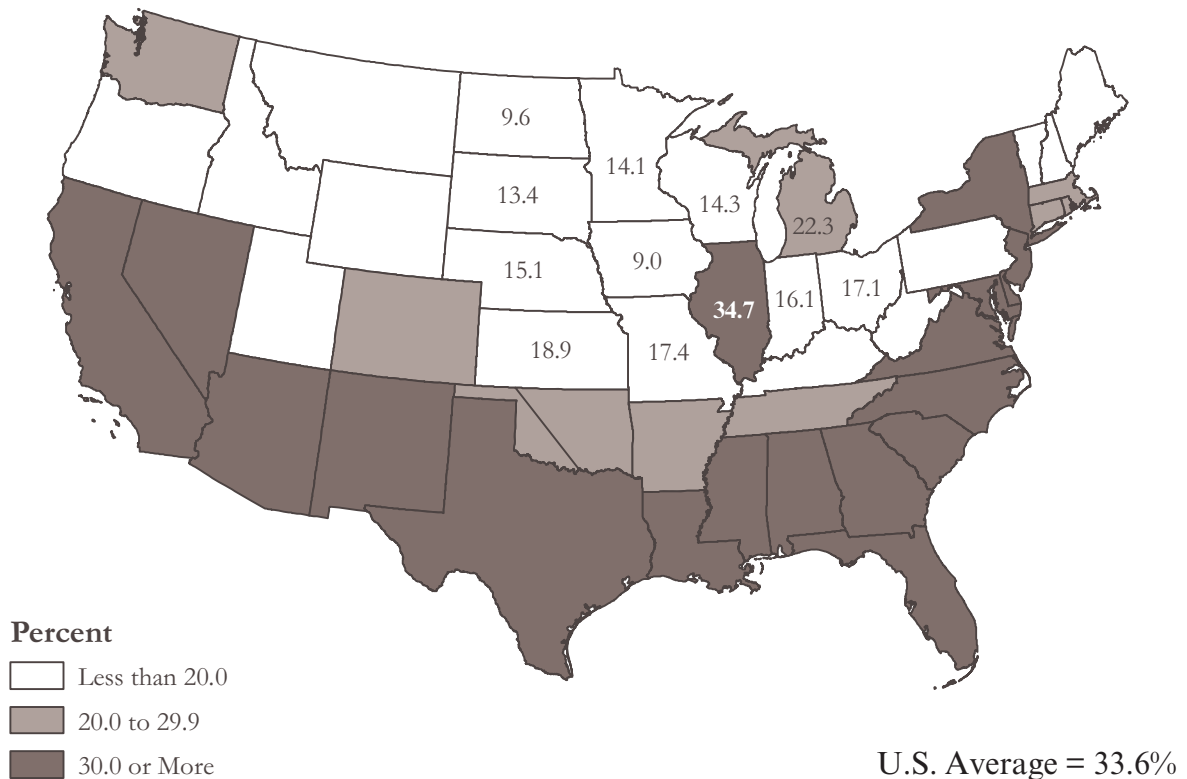 9.6
14.1
13.4
14.3
22.3
15.1
9.0
34.7
16.1
17.1
18.9
17.4
Percent
Less than 20.0
20.0 to 29.9
30.0 or More
U.S. Average = 33.6%